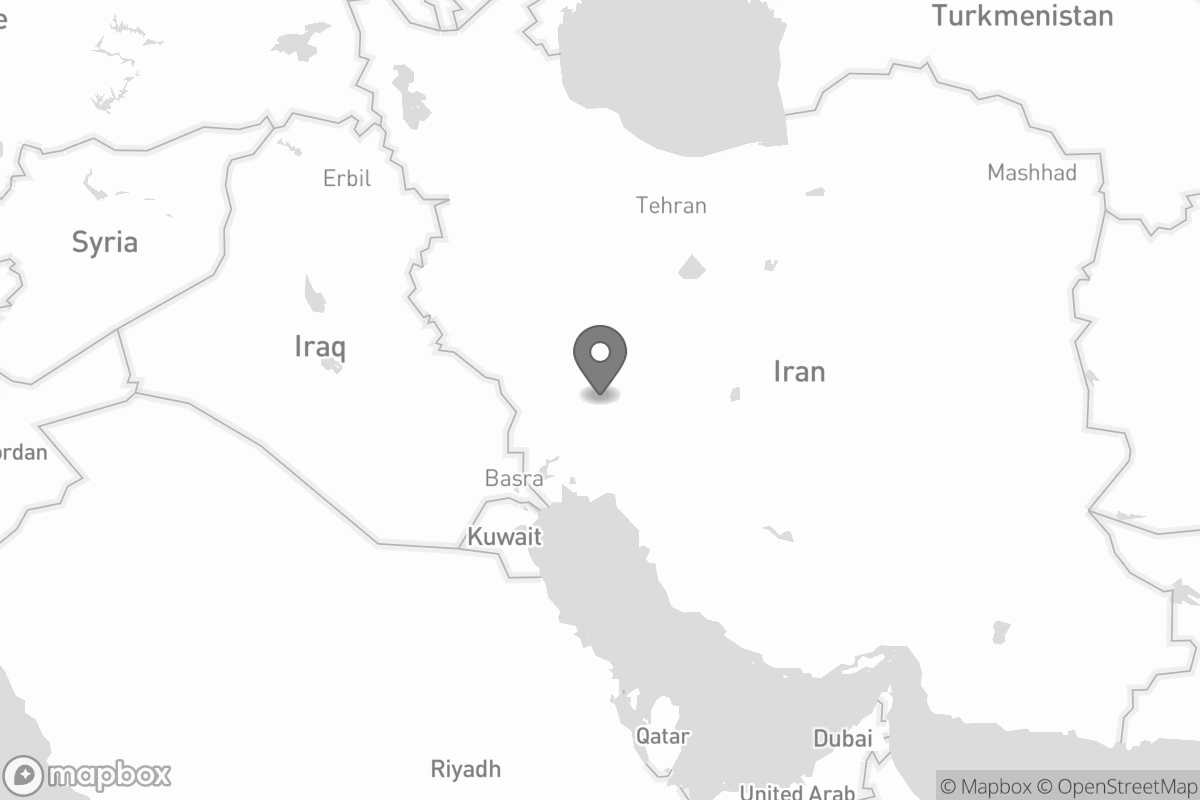 Turkmenistan
Mashhad
Erbil
Tehran
Syria
Iraq
Iran
ordan
Basra
Kuwait
Qatar
Dubai
Riyadh
United Arab
mapbox
© Mapbox © OpenStreetMap